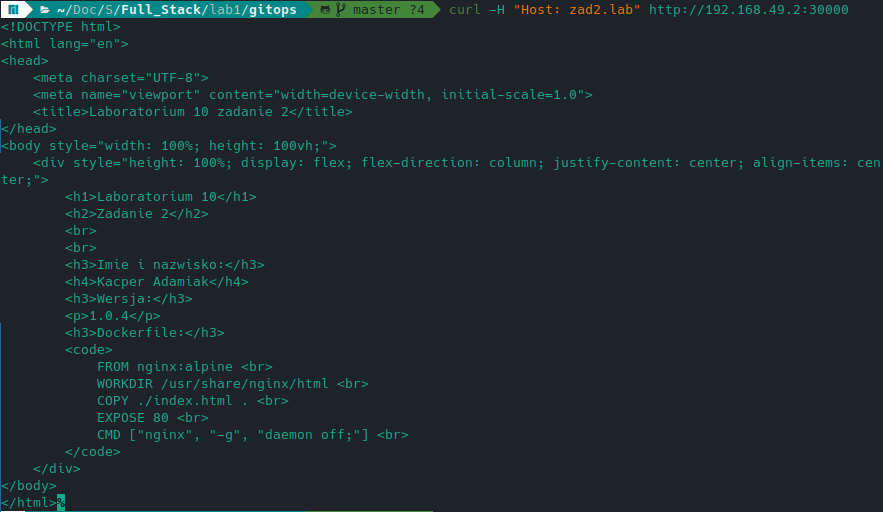 ~/Doc/S/Full_Stack/lab1/gitops master ?4 curl -H "Host: zad2.lab" http://192.168.49.2:30000
<!DOCTYPE html>
<html lang="en">
<head>
    <meta charset="UTF-8">
    <meta name="viewport" content="width=device-width, initial-scale=1.0">
    <title>Laboratorium 10 zadanie 2</title>
</head>
<body style="width: 100%; height: 100vh;">
    <div style="height: 100%; display: flex; flex-direction: column; justify-content: center; align-items: cen
ter;">
        <h1>Laboratorium 10</h1>
        <h2>Zadanie 2</h2>
        <br>
        <br>
        <h3>Imie i nazwisko:</h3>
        <h4>Kacper Adamiak</h4>
        <h3>Wersja:</h3>
        <p>1.0.4</p>
        <h3>Dockerfile:</h3>
        <code>
            FROM nginx:alpine <br>
            WORKDIR /usr/share/nginx/html <br>
            COPY ./index.html . <br>
            EXPOSE 80 <br>
            CMD ["nginx", "-g", "daemon off;"] <br>
        </code>
    </div>
</body>
</html>%